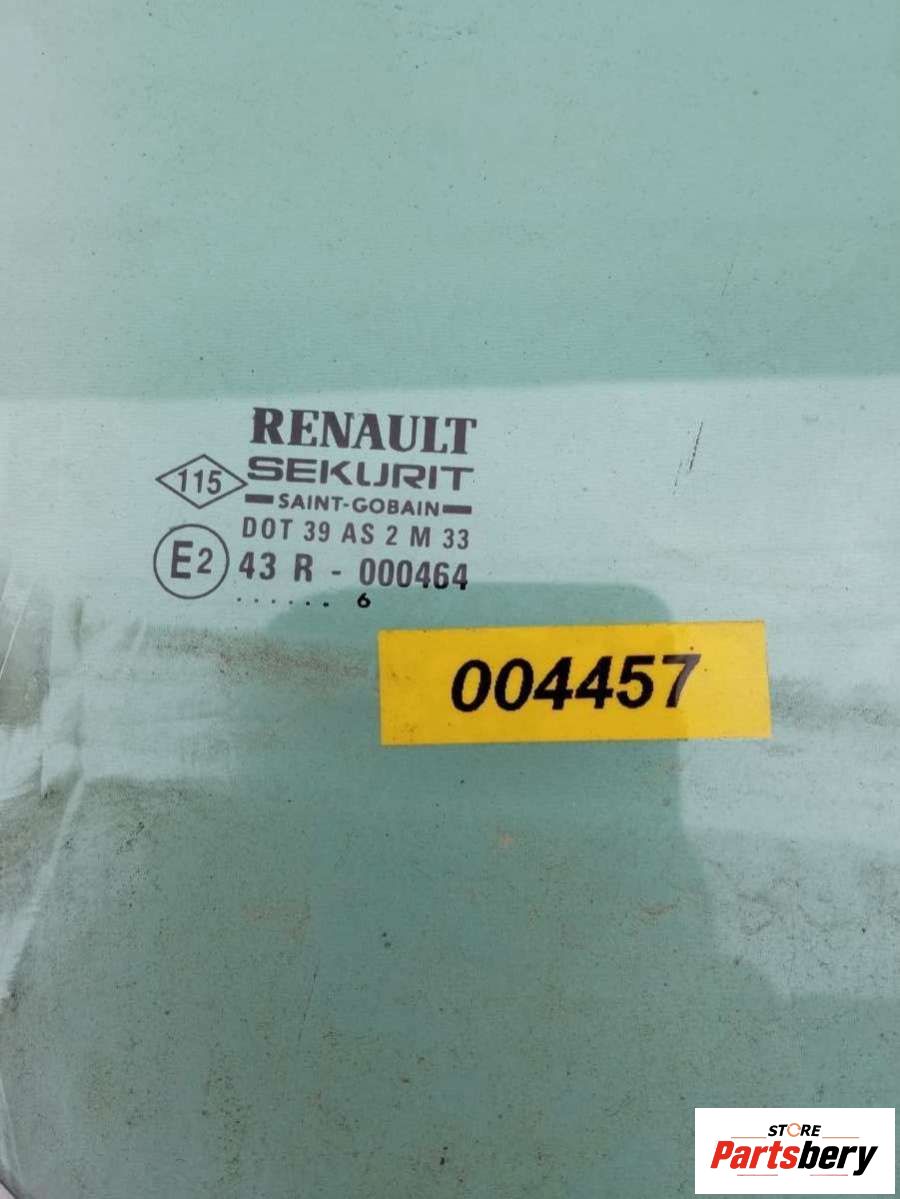 RENAULT
SEKURIT
115
SAINT-GOBAIN
DOT 39 AS 2 M 33
E2
43 R - 000464
...... 6
004457
STORE
Partsbery